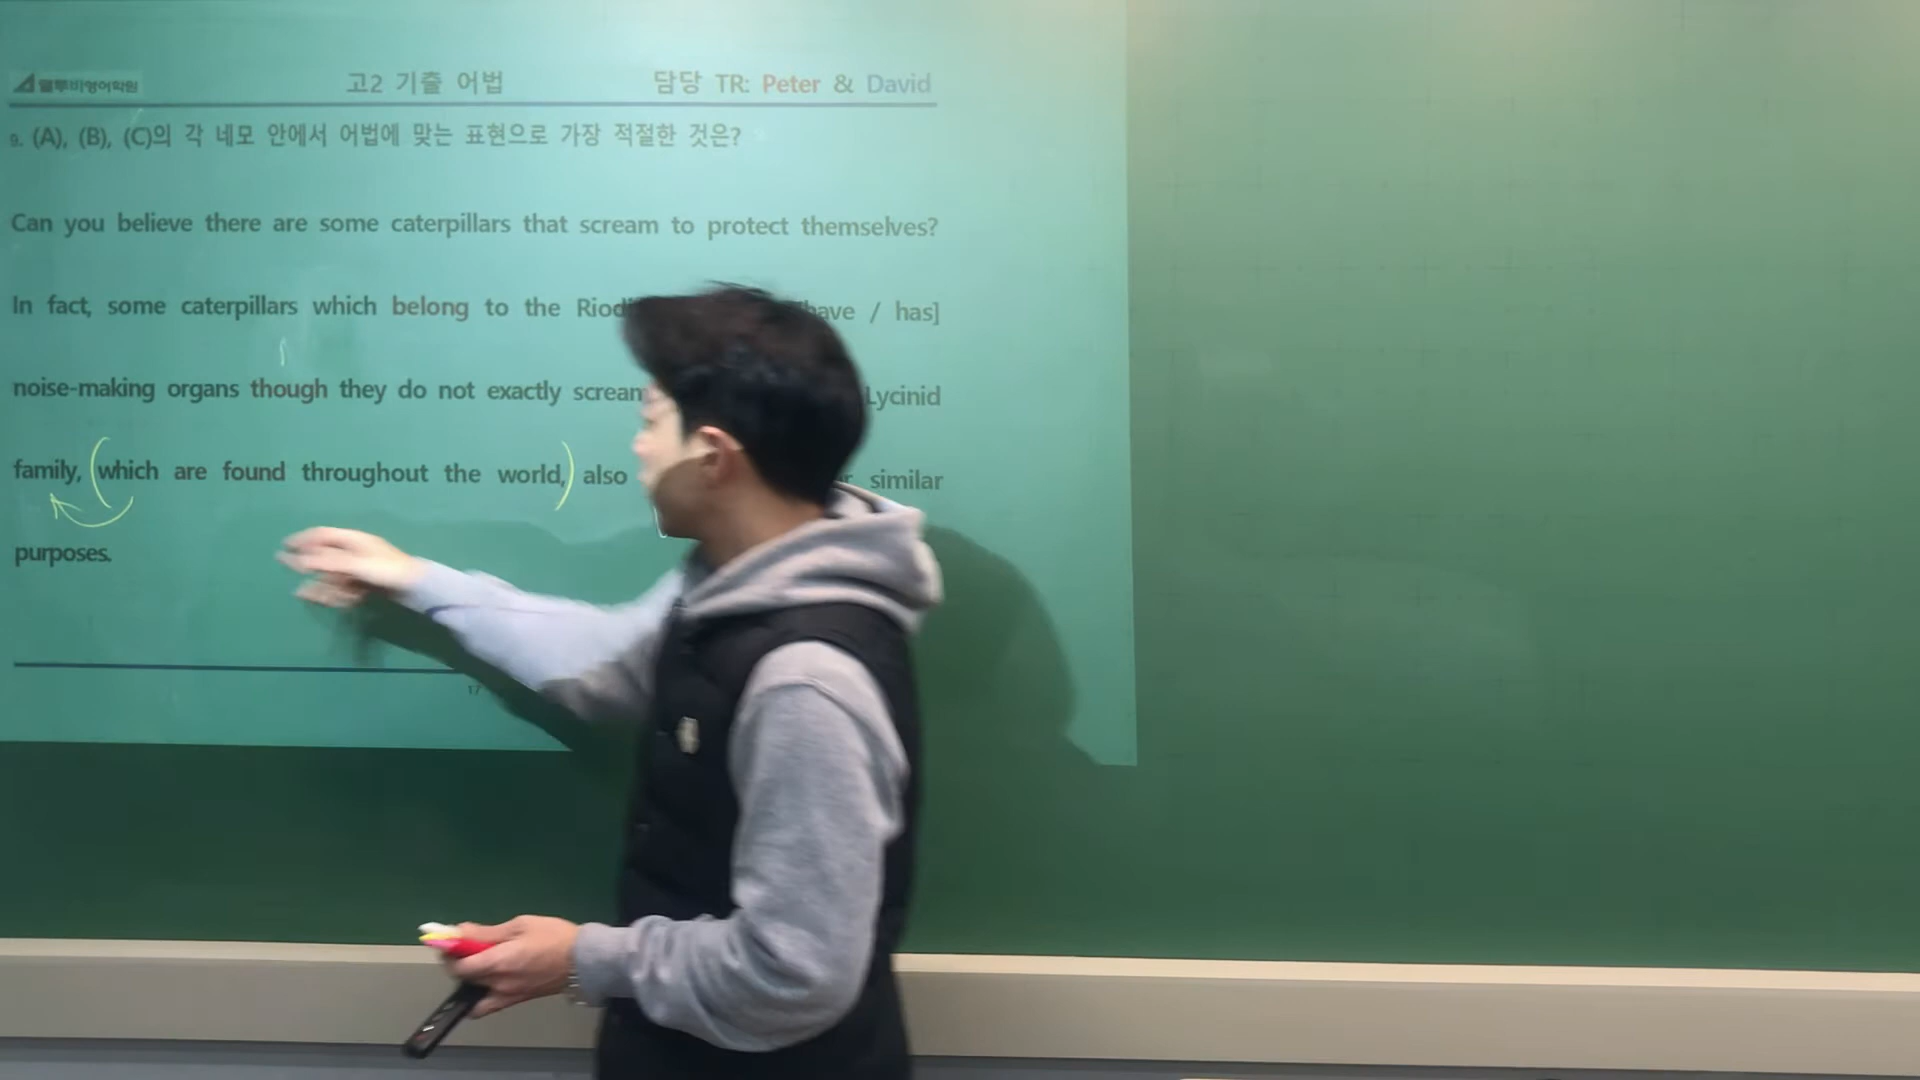 웰투비영어학원 고2 기출 어법 담당 TR: Peter & David
9. (A), (B), (C)의 각 네모 안에서 어법에 맞는 표현으로 가장 적절한 것은?
Can you believe there are some caterpillars that scream to protect themselves?
In fact, some caterpillars which belong to the have / has]
noise-making organs though they do not exactly Lycinid
family, (which are found throughout the world,) also similar
purposes.
17